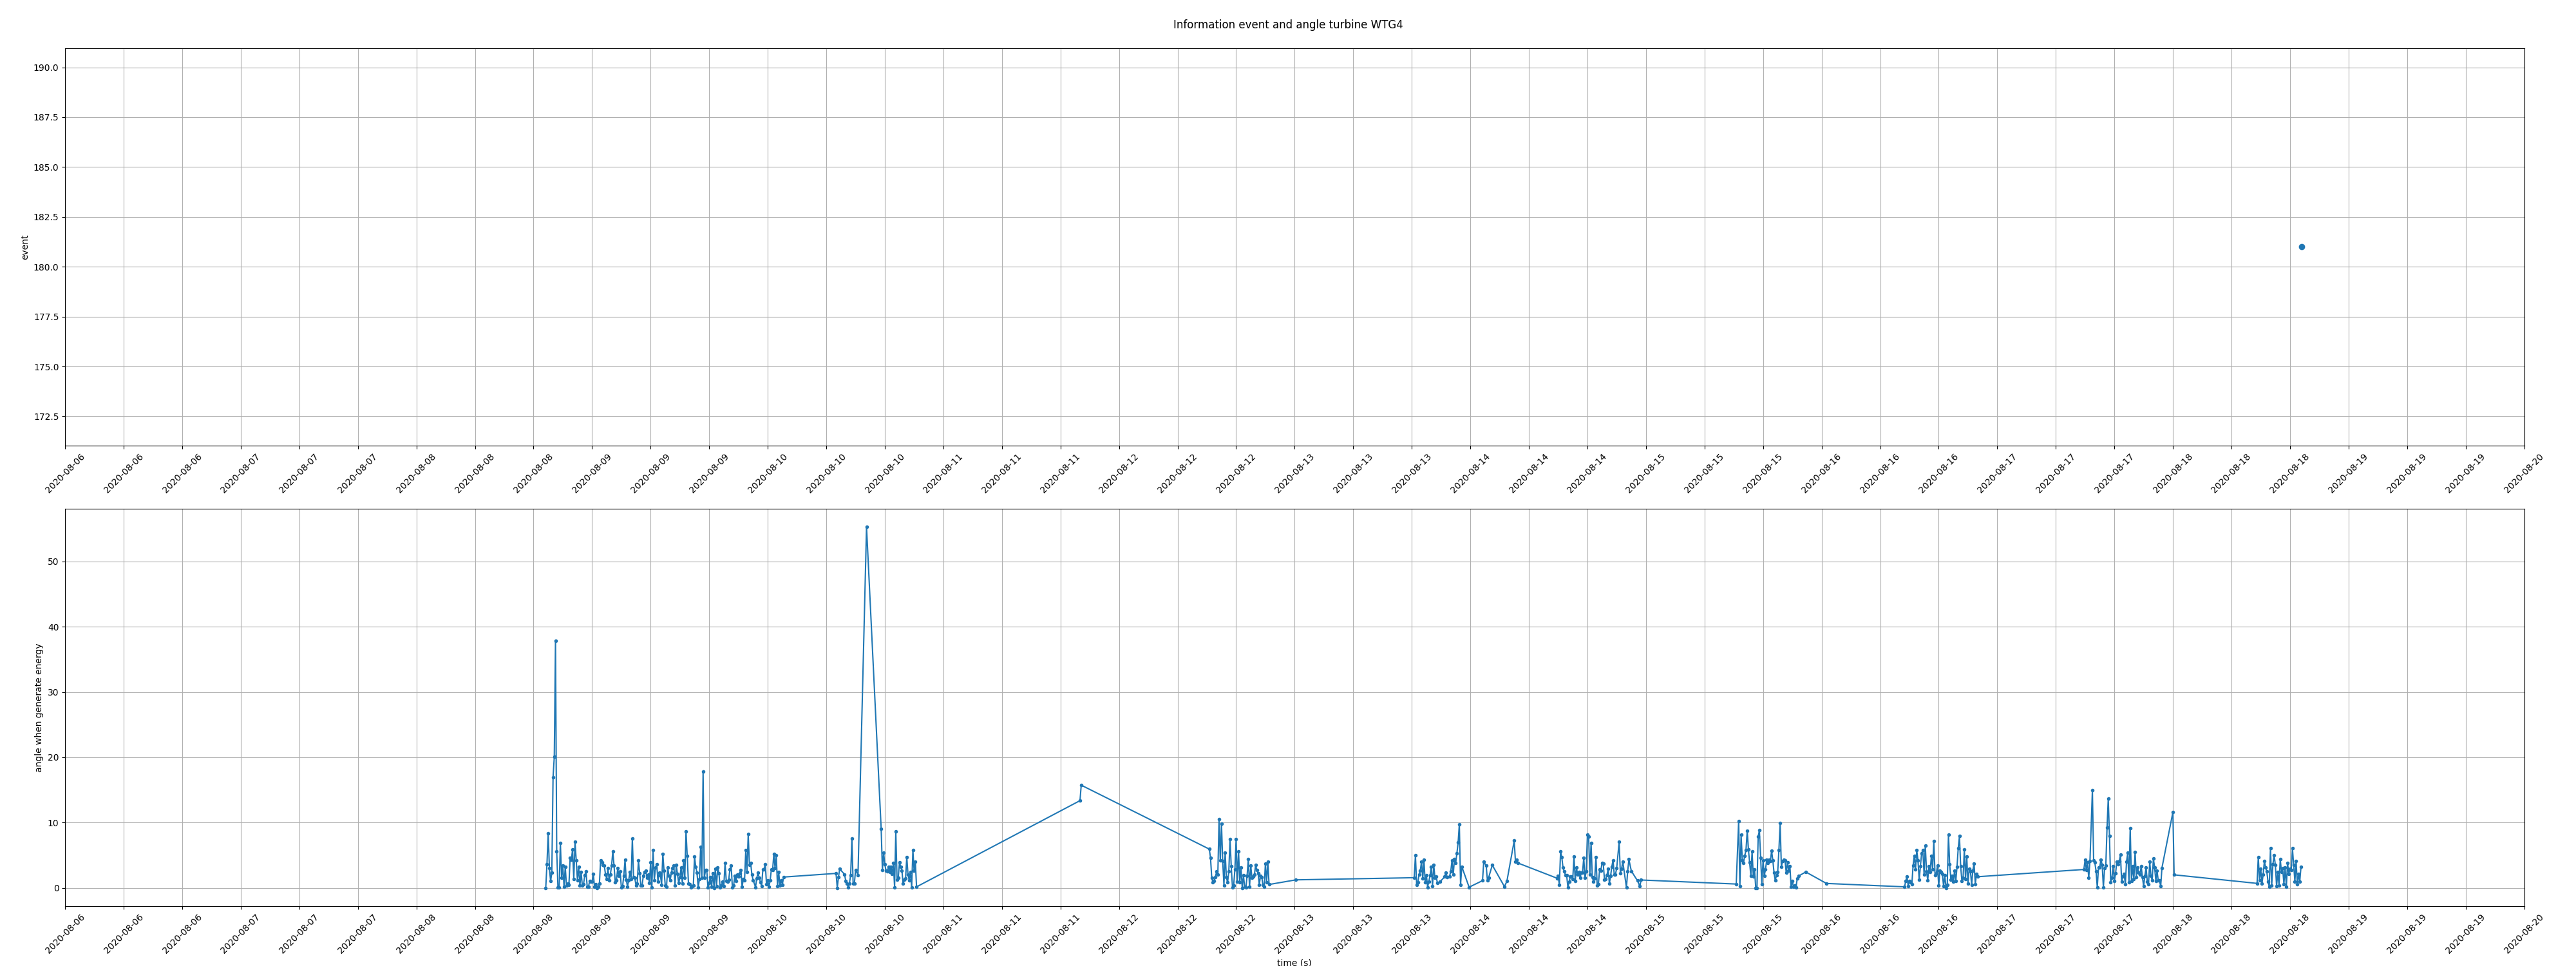 Information event and angle turbine WTG4
190.0
187.5
185.0
182.5
180.0
177.5
175.0
172.5
event
2020-08-06 2020-08-06 2020-08-06 2020-08-07 2020-08-07 2020-08-07 2020-08-08 2020-08-08 2020-08-08 2020-08-09 2020-08-09 2020-08-09 2020-08-10 2020-08-10 2020-08-10 2020-08-11 2020-08-11 2020-08-11 2020-08-12 2020-08-12 2020-08-12 2020-08-13 2020-08-13 2020-08-13 2020-08-14 2020-08-14 2020-08-14 2020-08-15 2020-08-15 2020-08-15 2020-08-16 2020-08-16 2020-08-16 2020-08-17 2020-08-17 2020-08-17 2020-08-18 2020-08-18 2020-08-18 2020-08-19 2020-08-19 2020-08-19 2020-08-20
50
40
30
20
10
0
angle when generate energy
2020-08-06 2020-08-06 2020-08-06 2020-08-07 2020-08-07 2020-08-07 2020-08-08 2020-08-08 2020-08-08 2020-08-09 2020-08-09 2020-08-09 2020-08-10 2020-08-10 2020-08-10 2020-08-11 2020-08-11 2020-08-11 2020-08-12 2020-08-12 2020-08-12 2020-08-13 2020-08-13 2020-08-13 2020-08-14 2020-08-14 2020-08-14 2020-08-15 2020-08-15 2020-08-15 2020-08-16 2020-08-16 2020-08-16 2020-08-17 2020-08-17 2020-08-17 2020-08-18 2020-08-18 2020-08-18 2020-08-19 2020-08-19 2020-08-19 2020-08-20
time (s)